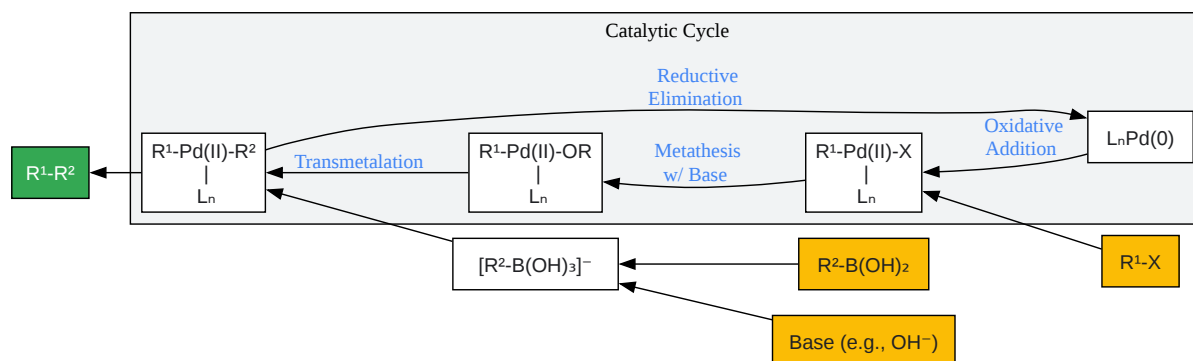 Catalytic Cycle
Reductive
Elimination
Oxidative
Addition
LₙPd(0)
R¹-R²
R¹-Pd(II)-R²
|
Lₙ
Transmetalation
R¹-Pd(II)-OR
|
Lₙ
Metathesis
w/ Base
R¹-Pd(II)-X
|
Lₙ
[R²-B(OH)₃]⁻
R²-B(OH)₂
R¹-X
Base (e.g., OH⁻)